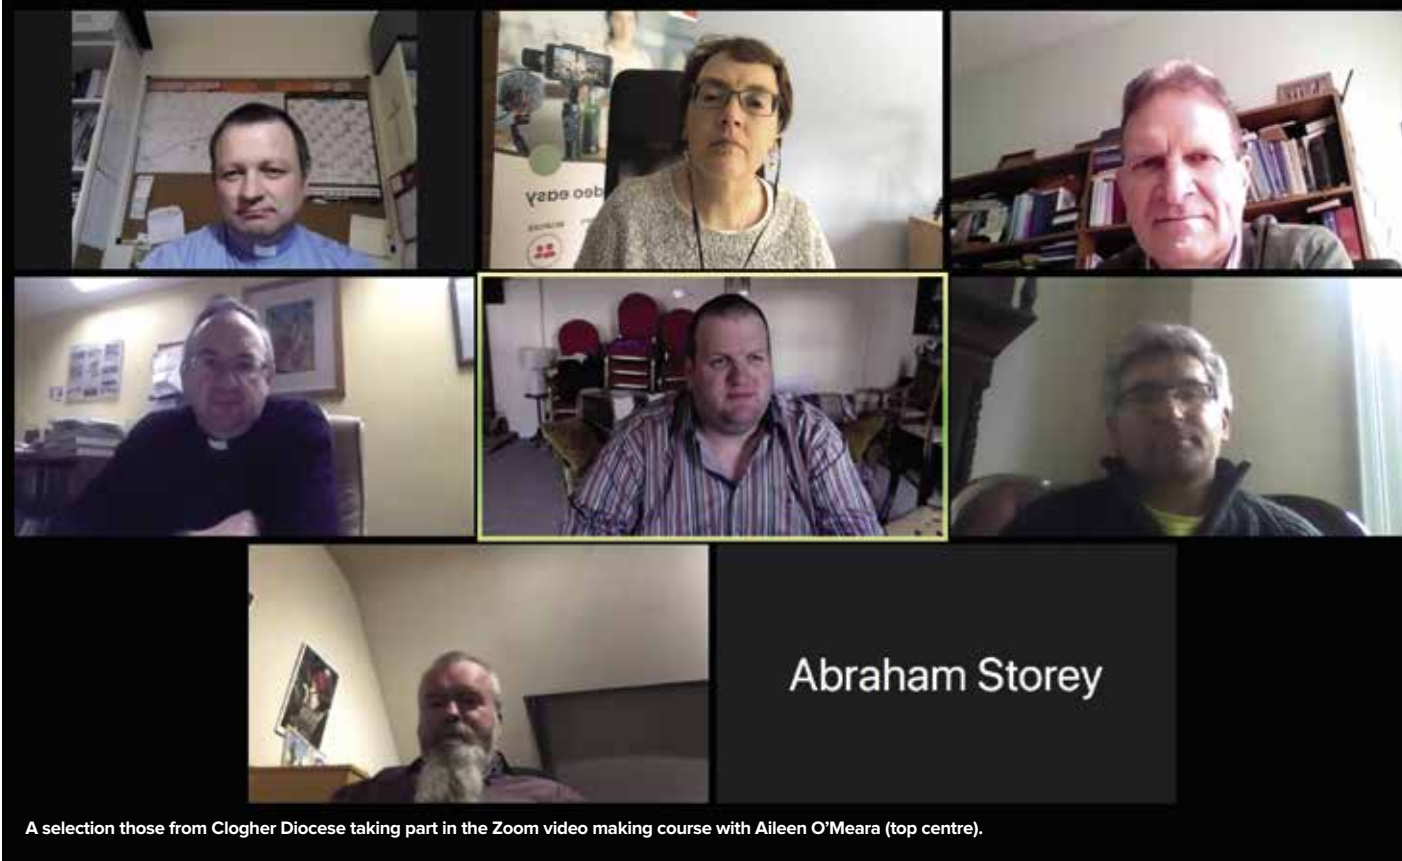 Abraham Storey
A selection those from Clogher Diocese taking part in the Zoom video making course with Aileen O’Meara (top centre).